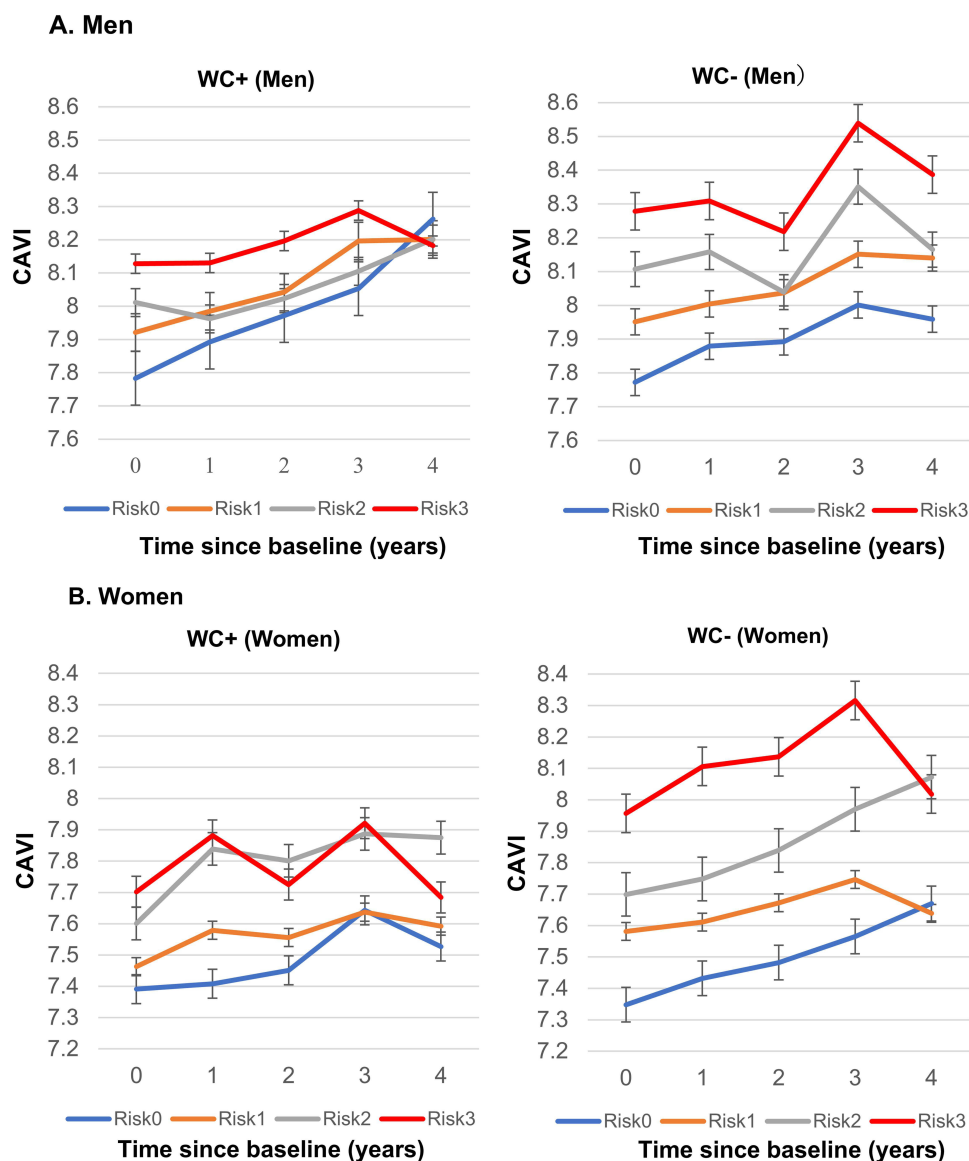 A. Men
WC+ (Men)
CAVI
8.6
8.5
8.4
8.3
8.2
8.1
8
7.9
7.8
7.7
7.6
0 1 2 3 4
Risk0 Risk1 Risk2 Risk3
Time since baseline (years)
WC- (Men）
CAVI
8.6
8.5
8.4
8.3
8.2
8.1
8
7.9
7.8
7.7
7.6
0 1 2 3 4
Risk0 Risk1 Risk2 Risk3
Time since baseline (years)
B. Women
WC+ (Women)
CAVI
8.4
8.3
8.2
8.1
8
7.9
7.8
7.7
7.6
7.5
7.4
7.3
7.2
0 1 2 3 4
Risk0 Risk1 Risk2 Risk3
Time since baseline (years)
WC- (Women)
CAVI
8.4
8.3
8.2
8.1
8
7.9
7.8
7.7
7.6
7.5
7.4
7.3
7.2
0 1 2 3 4
Risk0 Risk1 Risk2 Risk3
Time since baseline (years)